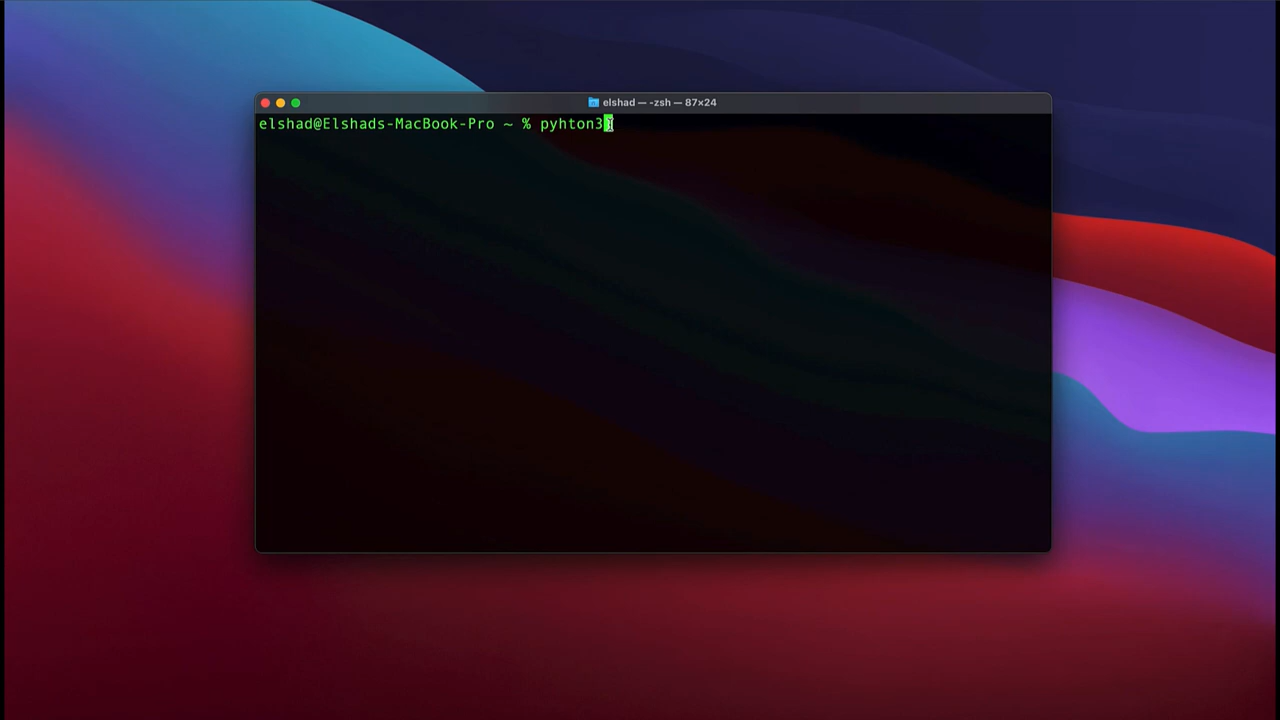 elshad — -zsh — 87×24
elshad@Elshads-MacBook-Pro ~ % pyhton3